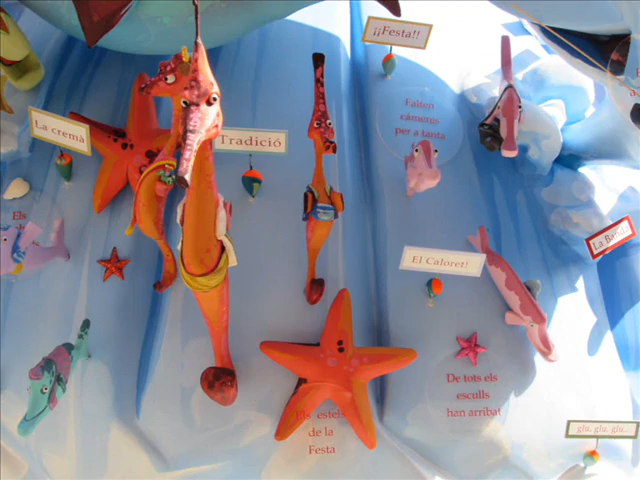 ¡¡Festa!!
La cremà
Tradició
Falten
càmeres
per a tanta
Els
La Banda
El Caloret!
De tots els
esculls
han arribat
Els estels
de la
Festa
glu, glu, glu...